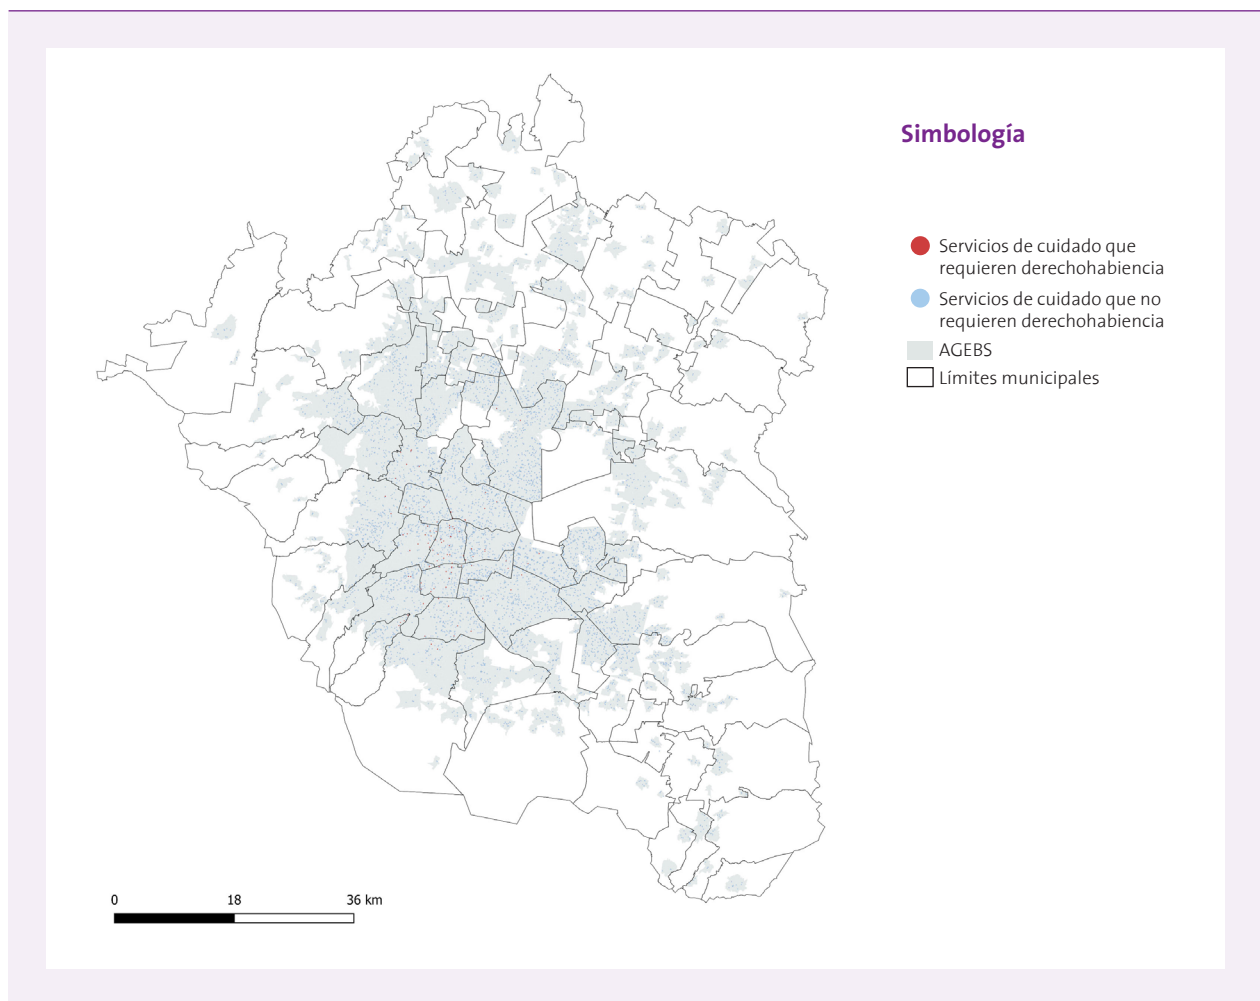 Simbología
Servicios de cuidado que
requieren derechohabiencia
Servicios de cuidado que no
requieren derechohabiencia
AGEBS
Límites municipales
0 18 36 km